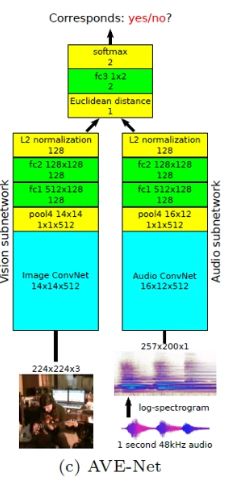 Corresponds: yes/no?
softmax
2
fc3 1x2
2
Euclidean distance
1
Vision subnetwork
L2 normalization
128
fc2 128x128
128
fc1 512x128
128
pool4 14x14
1x1x512
Image ConvNet
14x14x512
224x224x3
L2 normalization
128
fc2 128x128
128
fc1 512x128
128
pool4 16x12
1x1x512
Audio ConvNet
16x12x512
Audio subnetwork
257x200x1
log-spectrogram
1 second 48kHz audio
(c) AVE-Net